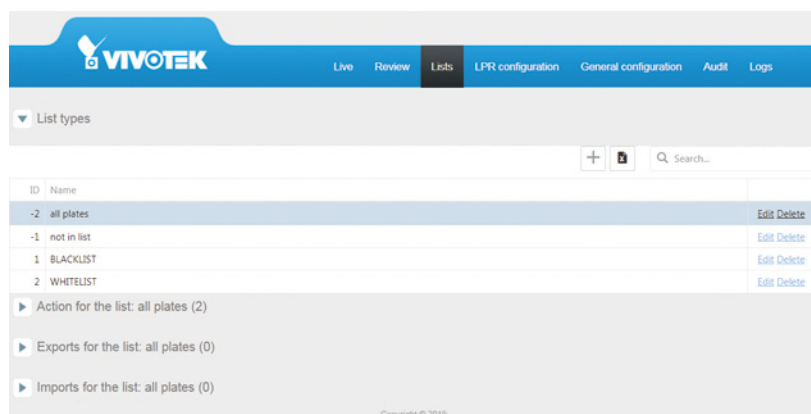 VIVOTEK
Live Review Lists LPR configuration General configuration Audit Logs
List types
Search...
ID Name
-2 all plates Edit Delete
-1 not in list Edit Delete
1 BLACKLIST Edit Delete
2 WHITELIST Edit Delete
Action for the list: all plates (2)
Exports for the list: all plates (0)
Imports for the list: all plates (0)
Copyright © 2019